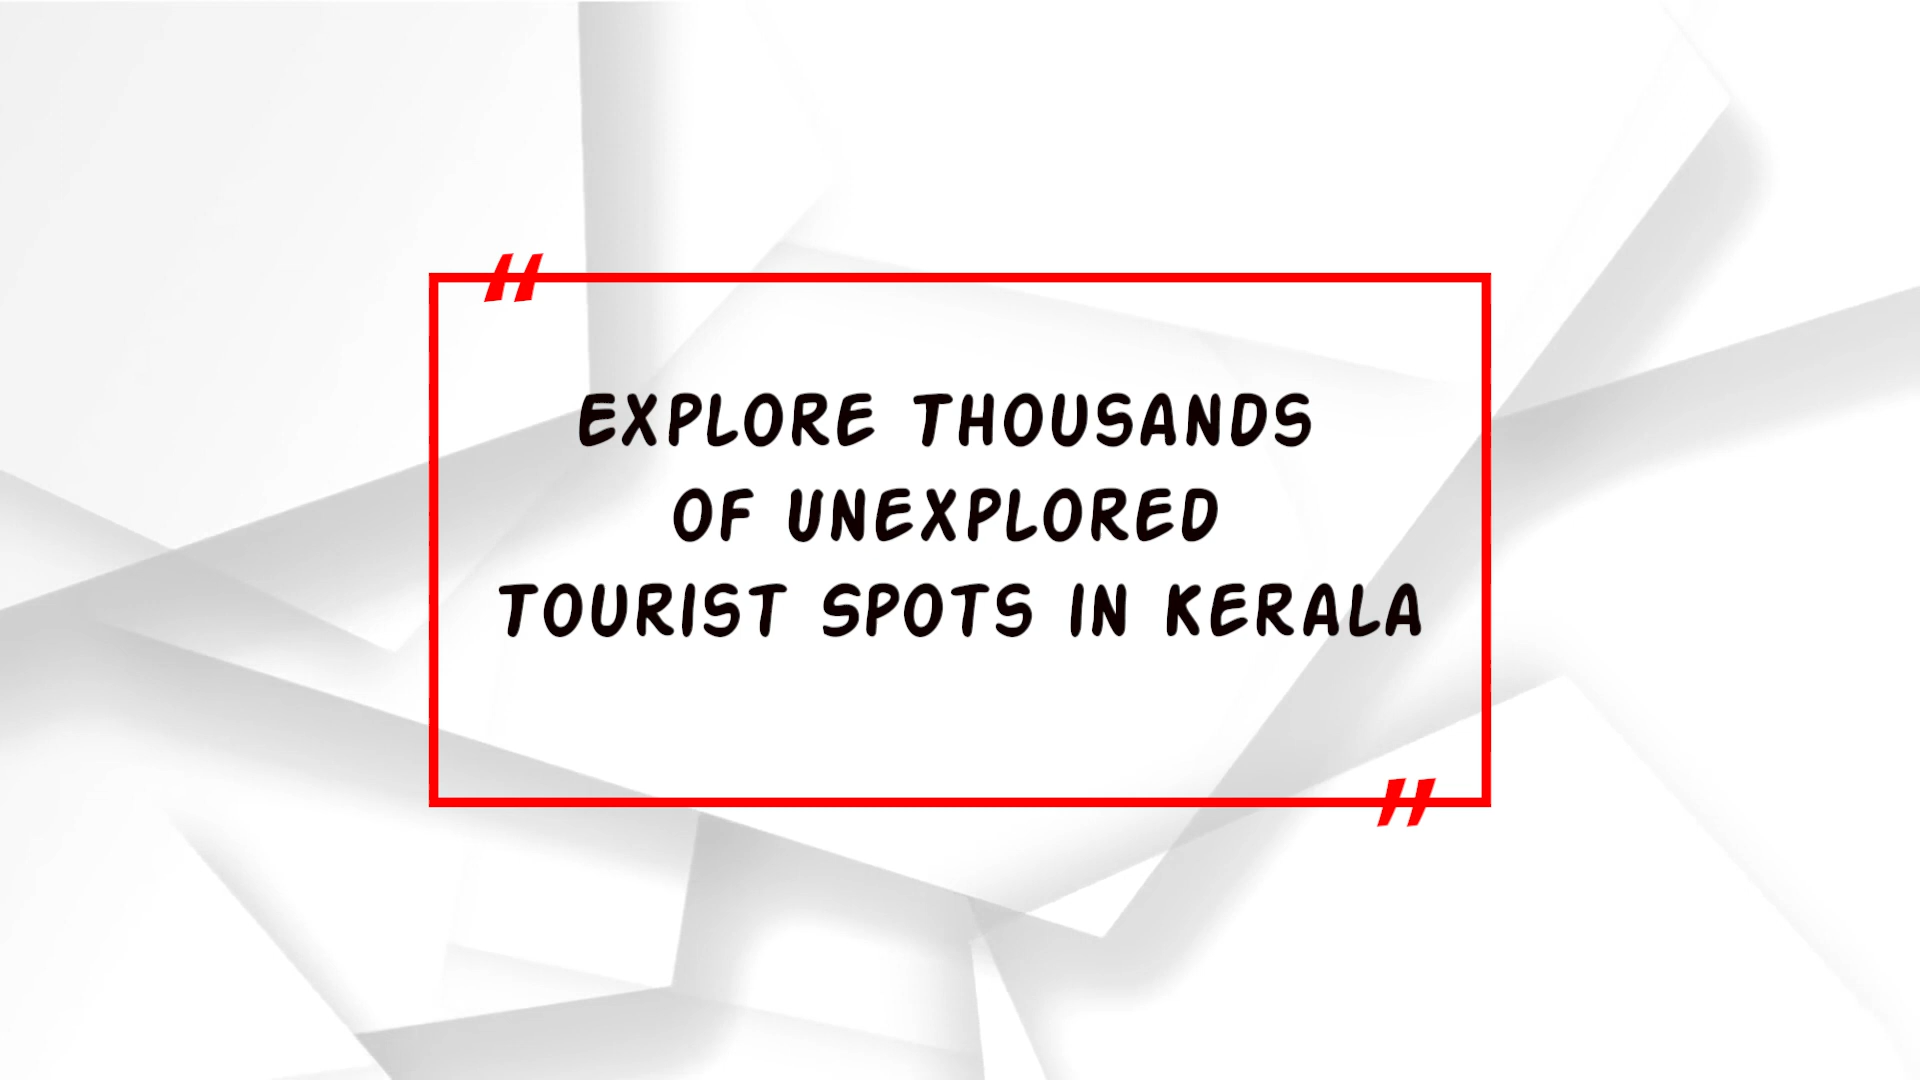 "
EXPLORE THOUSANDS
OF UNEXPLORED
TOURIST SPOTS IN KERALA
"